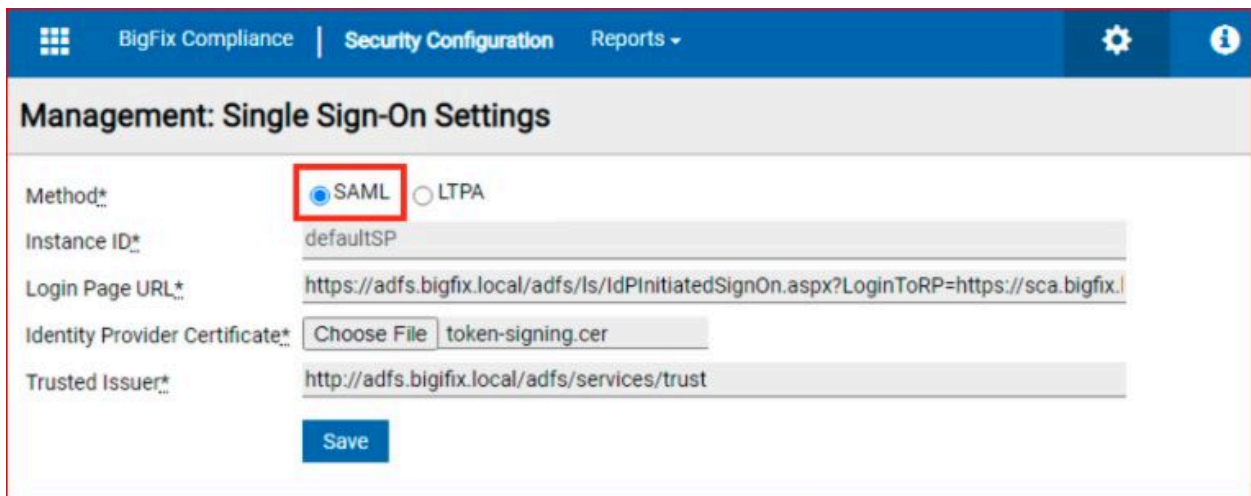 BigFix Compliance | Security Configuration Reports
Management: Single Sign-On Settings
Method* SAML LTPA
Instance ID* defaultSP
Login Page URL* https://adfs.bigfix.local/adfs/ls/IdPInitiatedSignOn.aspx?LoginToRP=https://sca.bigfix.l
Identity Provider Certificate* Choose File token-signing.cer
Trusted Issuer* http://adfs.bigifix.local/adfs/services/trust
Save